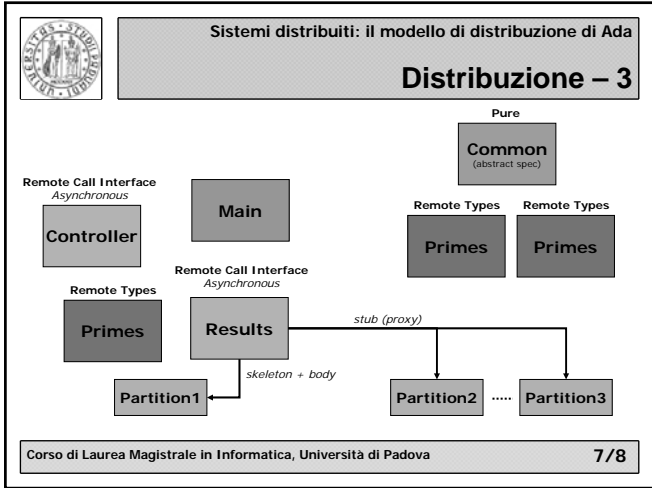 Sistemi distribuiti: il modello di distribuzione di Ada
Distribuzione – 3
Pure
Common
(abstract spec)
Remote Call Interface
Asynchronous
Controller
Main
Remote Types
Primes
Remote Types
Primes
Remote Call Interface
Asynchronous
Results
Remote Types
Primes
stub (proxy)
skeleton + body
Partition1
Partition2
.....
Partition3
Corso di Laurea Magistrale in Informatica, Università di Padova
7/8